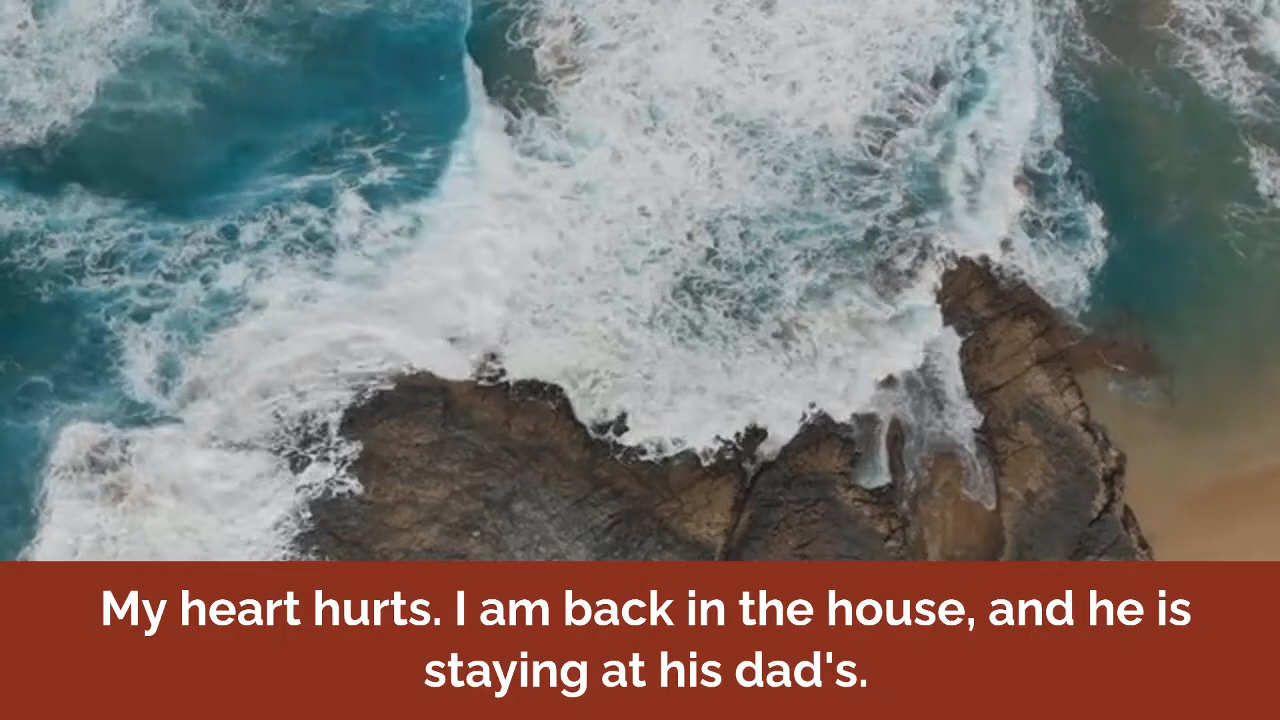 My heart hurts. I am back in the house, and he is
staying at his dad's.